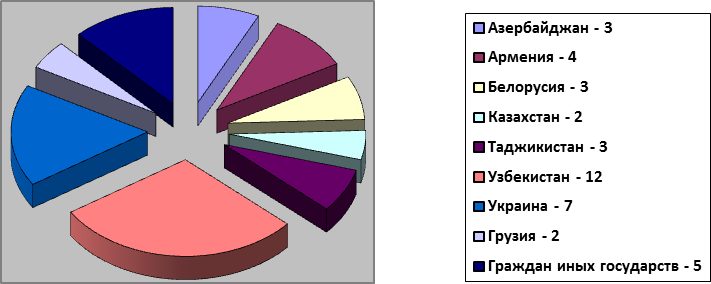 Азербайджан - 3
Армения - 4
Белорусия - 3
Казахстан - 2
Таджикистан - 3
Узбекистан - 12
Украина - 7
Грузия - 2
Граждан иных государств - 5